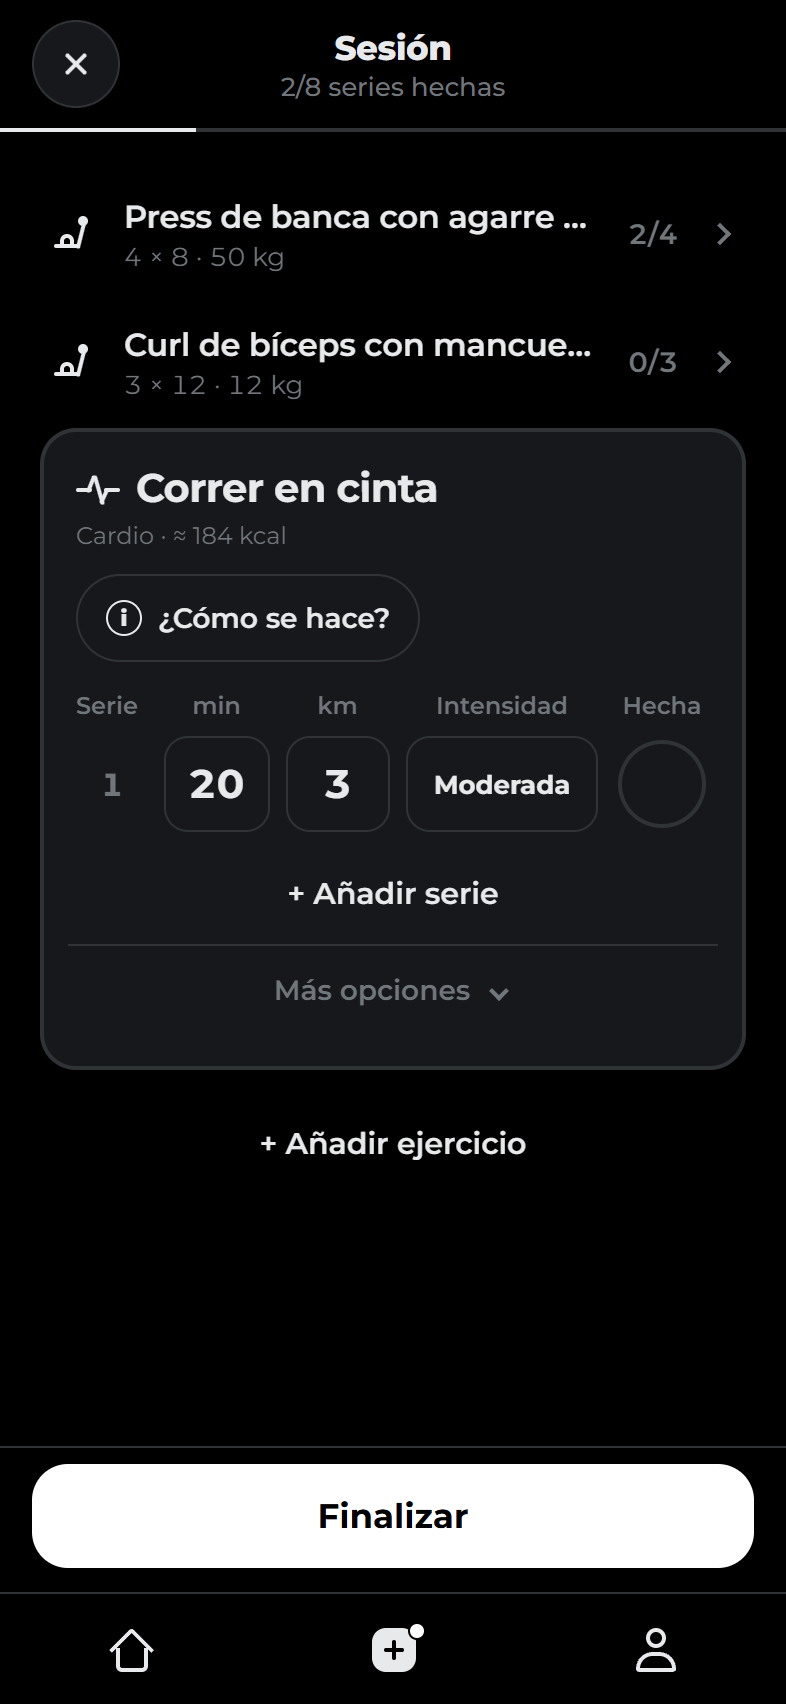 Sesión
2/8 series hechas
Press de banca con agarre ...
4 × 8 · 50 kg
2/4
Curl de bíceps con mancue...
3 × 12 · 12 kg
0/3
Correr en cinta
Cardio · ≈ 184 kcal
¿Cómo se hace?
Serie min km Intensidad Hecha
1 20 3 Moderada
+ Añadir serie
Más opciones
+ Añadir ejercicio
Finalizar